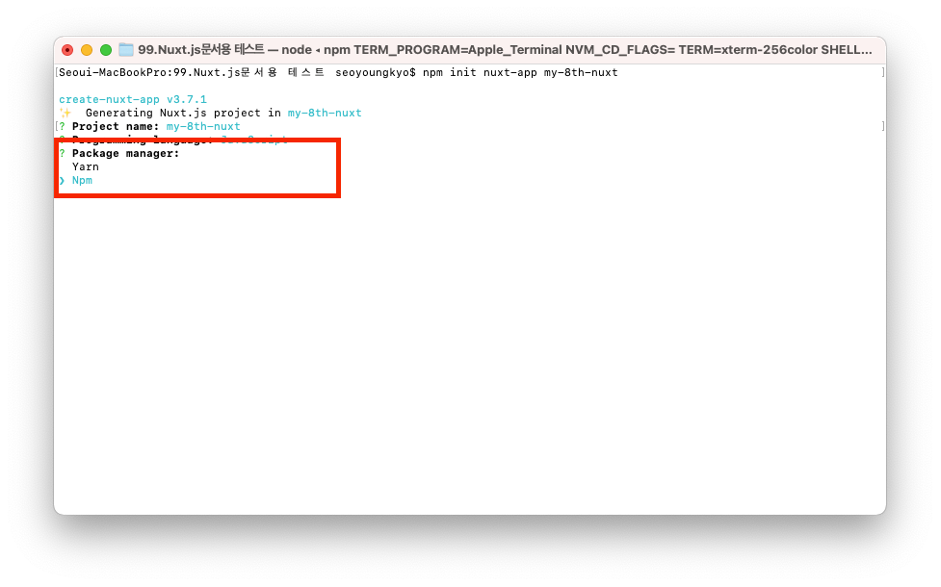 99.Nuxt.js문서용 테스트 — node ◂ npm TERM_PROGRAM=Apple_Terminal NVM_CD_FLAGS= TERM=xterm-256color SHELL...
[Seoui-MacBookPro:99.Nuxt.js문서용 테스트 seoyoungkyo$ npm init nuxt-app my-8th-nuxt ]
create-nuxt-app v3.7.1
✨ Generating Nuxt.js project in my-8th-nuxt
[? Project name: my-8th-nuxt ]
? Programming language: JavaScript
? Package manager:
Yarn
❯ Npm